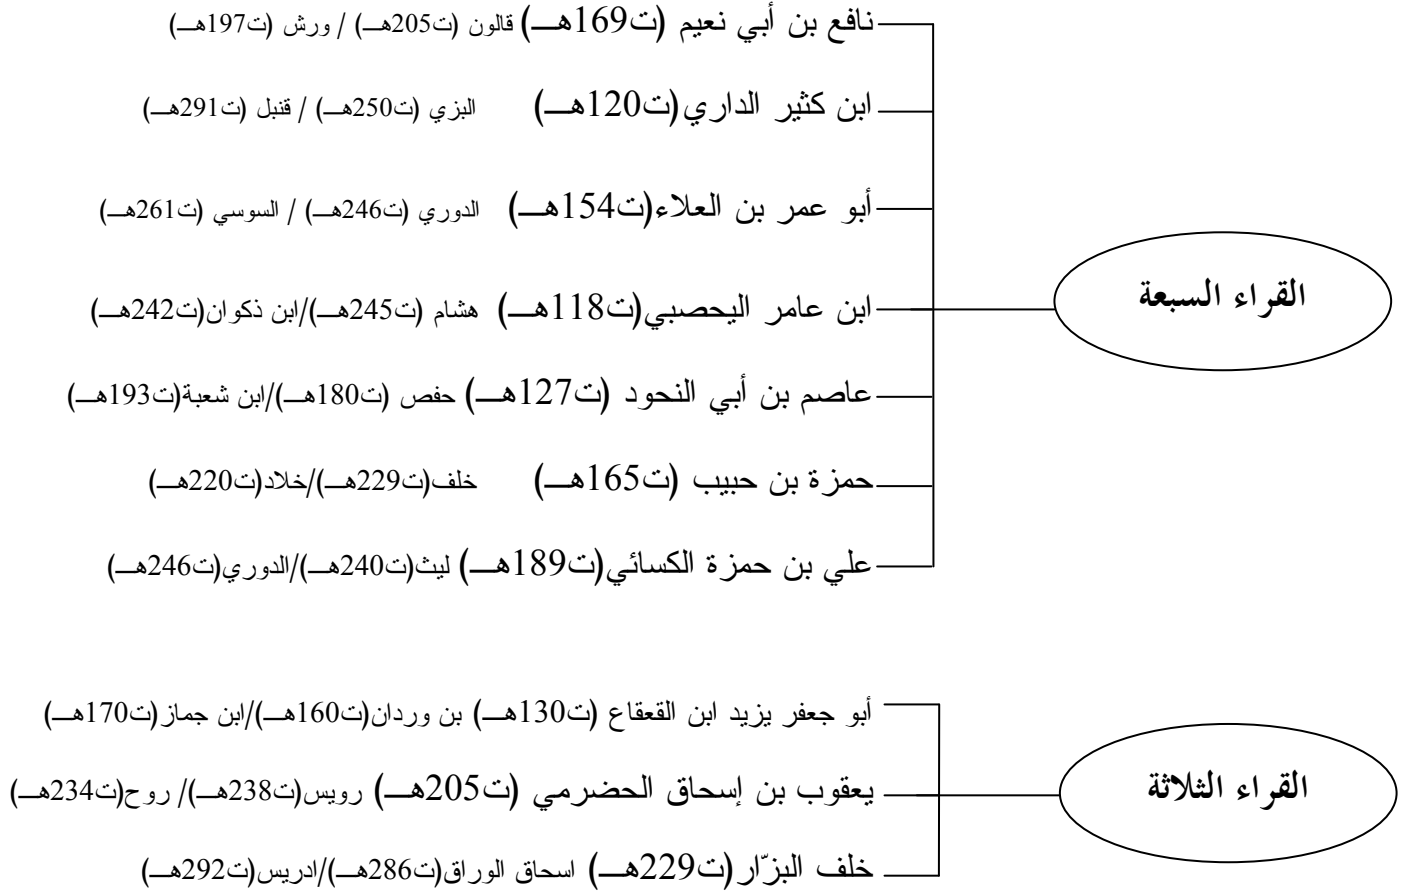 نافع بن أبي نعيم (ت169هـ) قالون (ت205هـ) / ورش (ت197هـ)
ابن كثير الداري(ت120هـ) البزي (ت250هـ) / قنبل (ت291هـ)
أبو عمر بن العلاء(ت154هـ) الدوري (ت246هـ) / السوسي (ت261هـ)
القراء السبعة
ابن عامر اليحصبي(ت118هـ) هشام (ت245هـ)/ابن ذكوان(ت242هـ)
عاصم بن أبي النحود (ت127هـ) حفص (ت180هـ)/ابن شعبة(ت193هـ)
حمزة بن حبيب (ت165هـ) خلف(ت229هـ)/خلاد(ت220هـ)
علي بن حمزة الكسائي(ت189هـ) ليث(ت240هـ)/الدوري(ت246هـ)
أبو جعفر يزيد ابن القعقاع (ت130هـ) بن وردان(ت160هـ)/ابن جماز(ت170هـ)
القراء الثلاثة
يعقوب بن إسحاق الحضرمي (ت205هـ) رويس(ت238هـ)/ روح(ت234هـ)
خلف البزّار(ت229هـ) اسحاق الوراق(ت286هـ)/ادريس(ت292هـ)